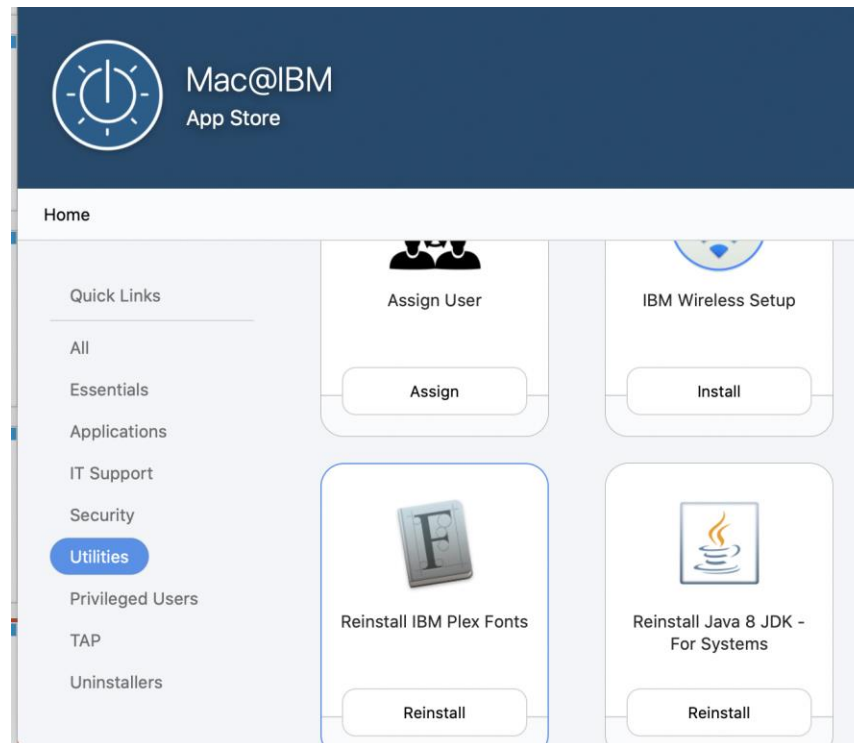 Mac@IBM
App Store
Home
Quick Links
All
Essentials
Applications
IT Support
Security
Utilities
Privileged Users
TAP
Uninstallers
Assign User
Assign
IBM Wireless Setup
Install
F
Reinstall IBM Plex Fonts
Reinstall
Reinstall Java 8 JDK -
For Systems
Reinstall